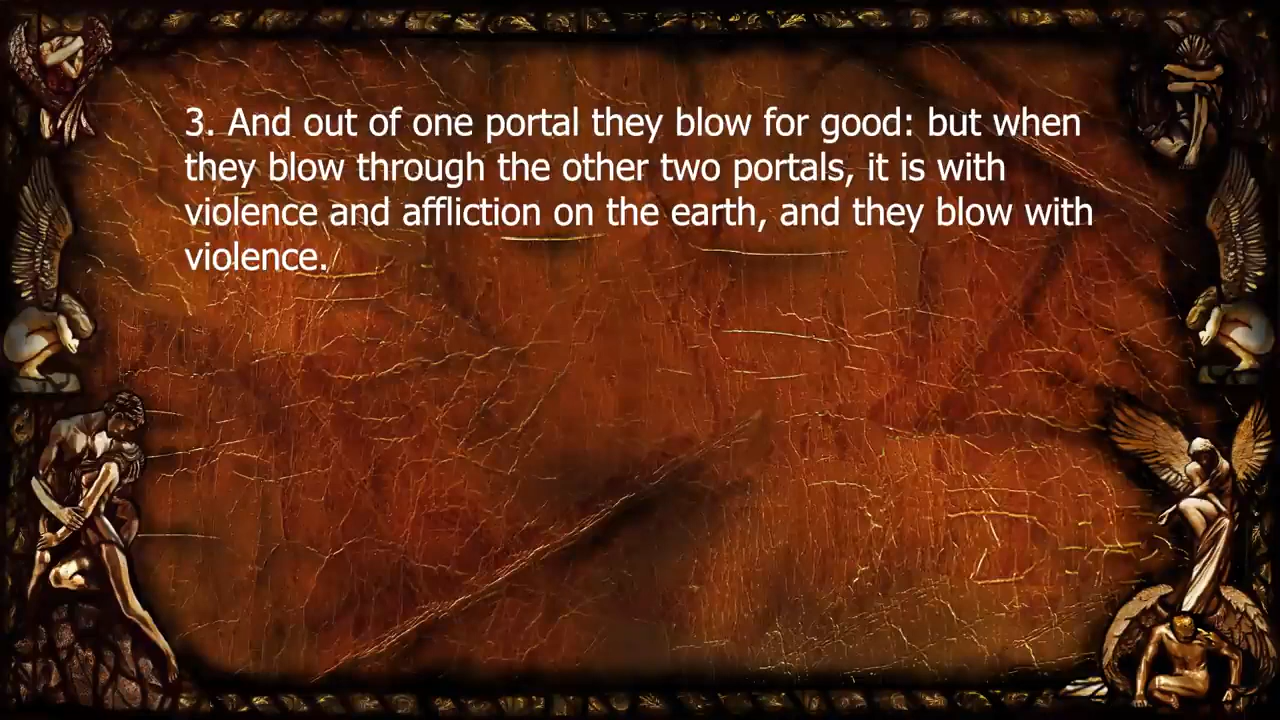 3. And out of one portal they blow for good: but when
they blow through the other two portals, it is with
violence and affliction on the earth, and they blow with
violence.